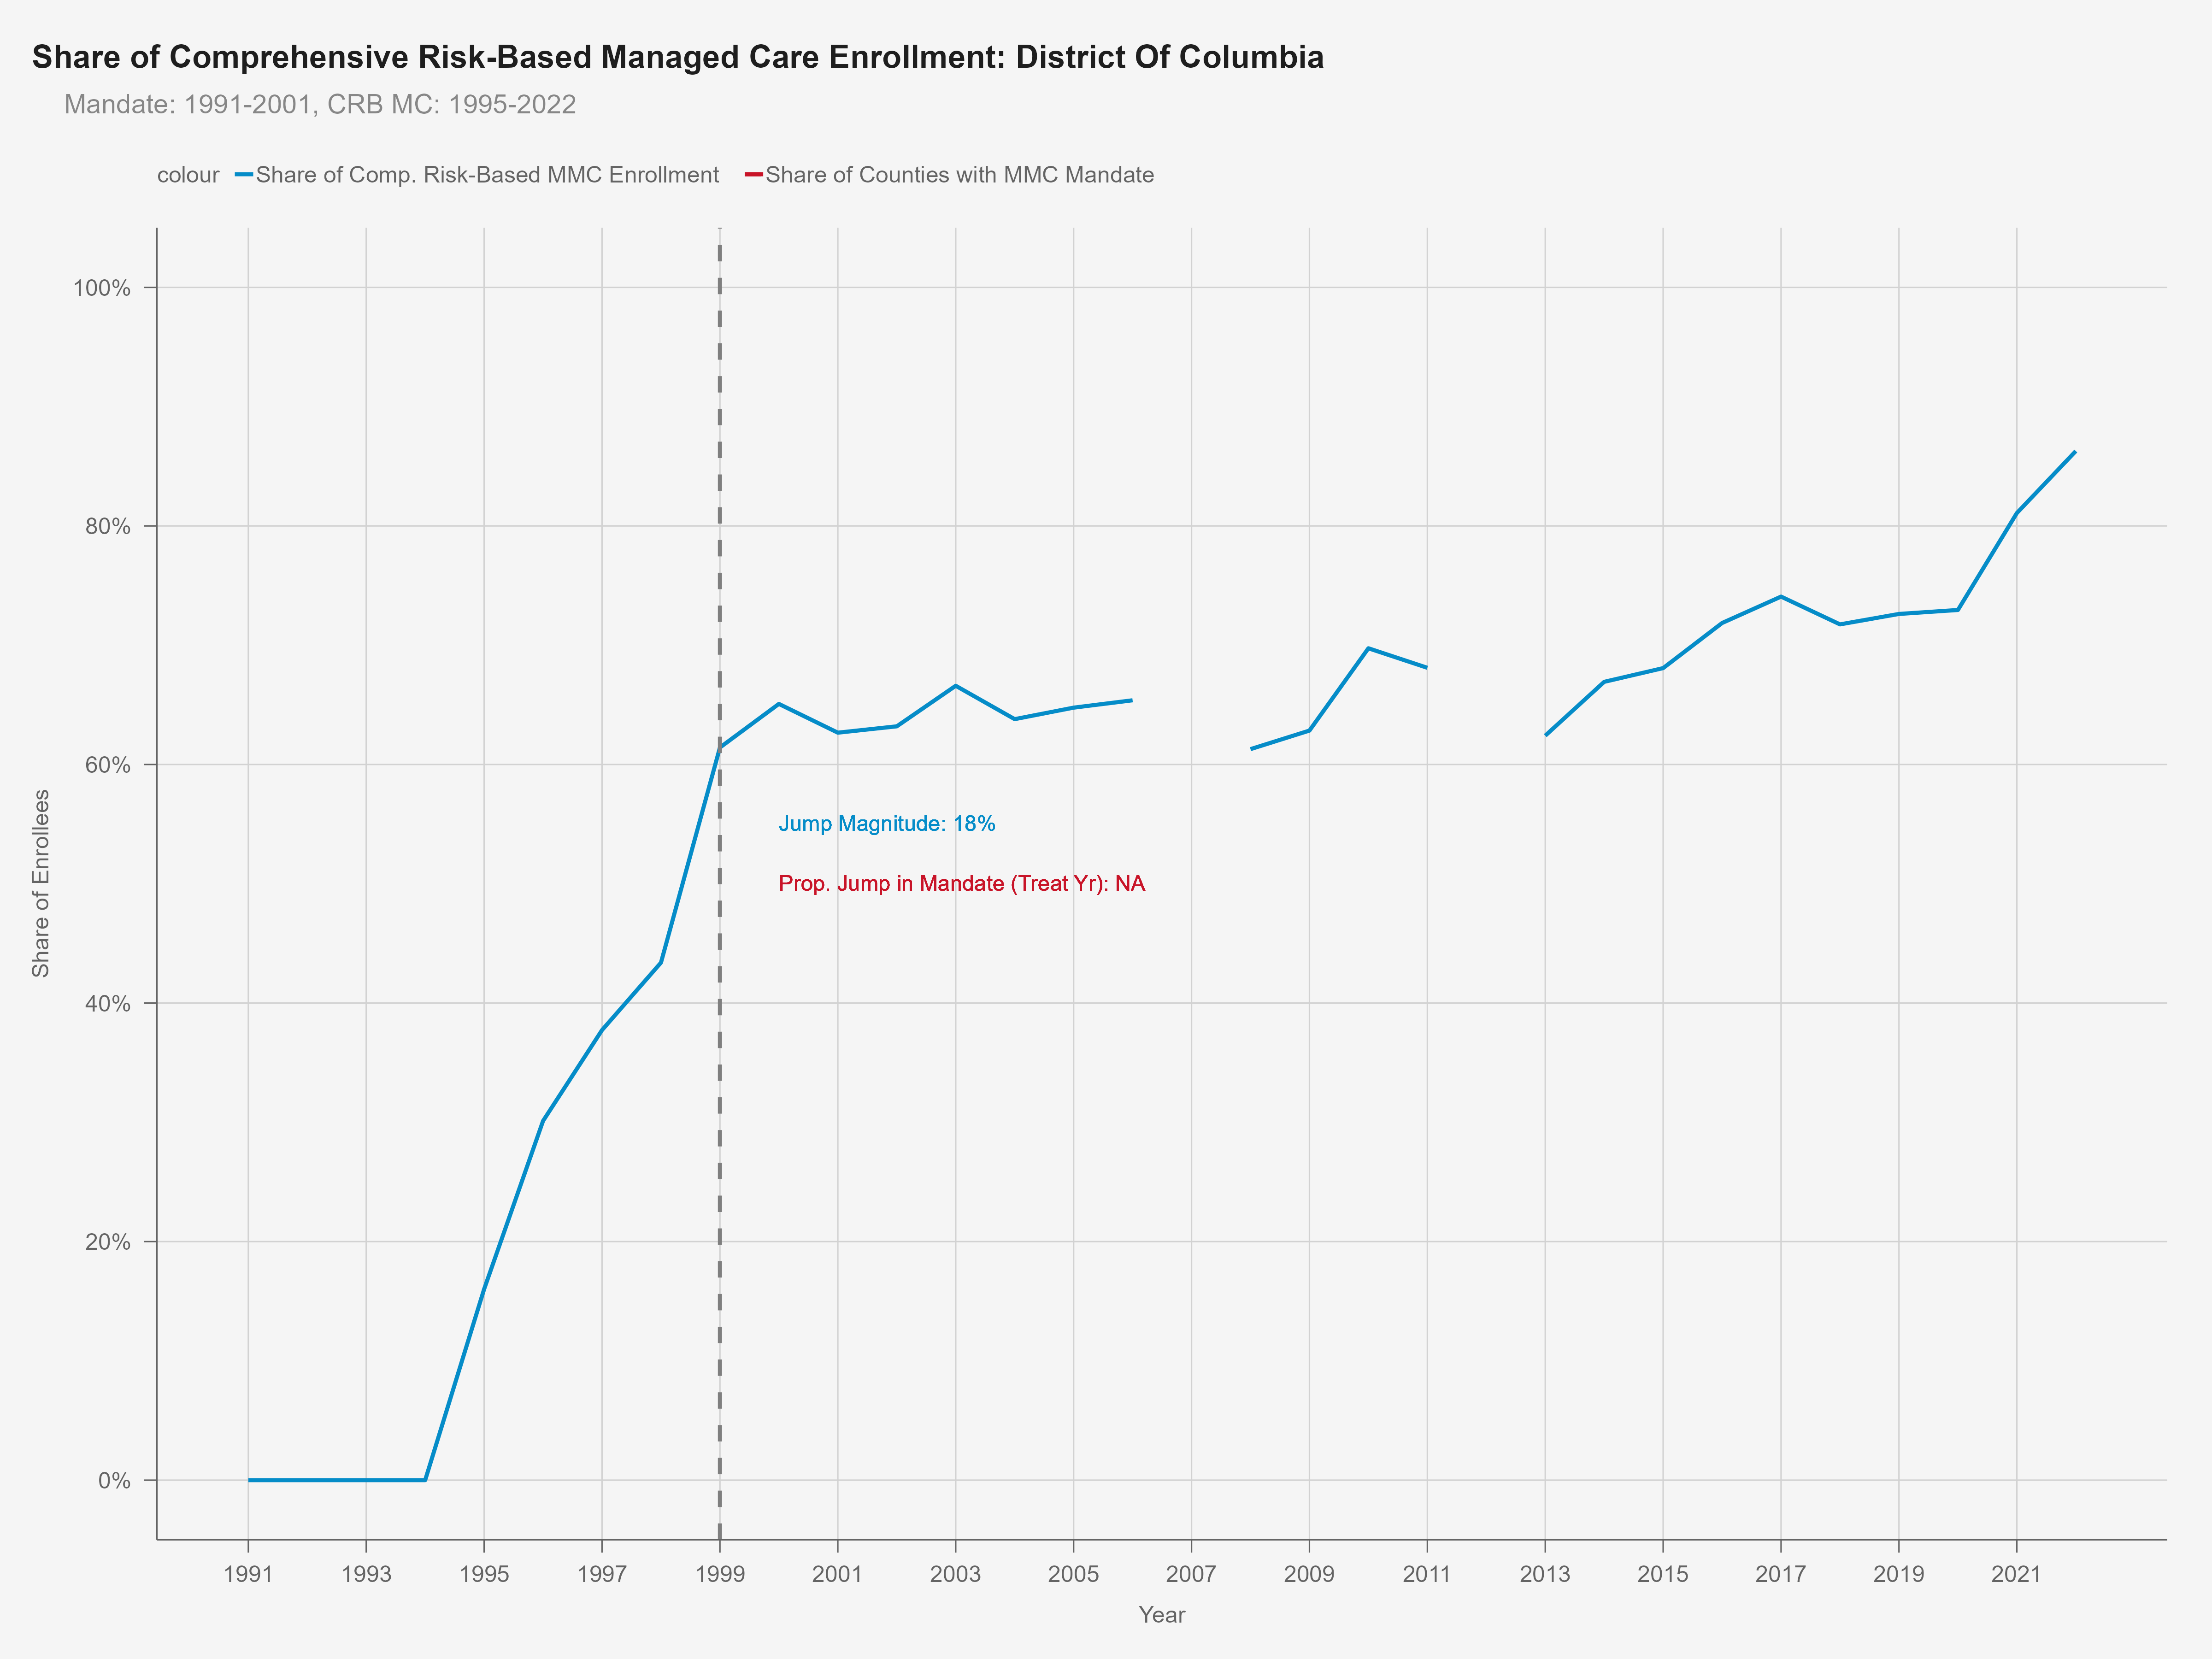 Share of Comprehensive Risk-Based Managed Care Enrollment: District Of Columbia
Mandate: 1991-2001, CRB MC: 1995-2022
colour Share of Comp. Risk-Based MMC Enrollment Share of Counties with MMC Mandate
100%
80%
60%
40%
20%
0%
Share of Enrollees
Jump Magnitude: 18%
Prop. Jump in Mandate (Treat Yr): NA
1991 1993 1995 1997 1999 2001 2003 2005 2007 2009 2011 2013 2015 2017 2019 2021
Year